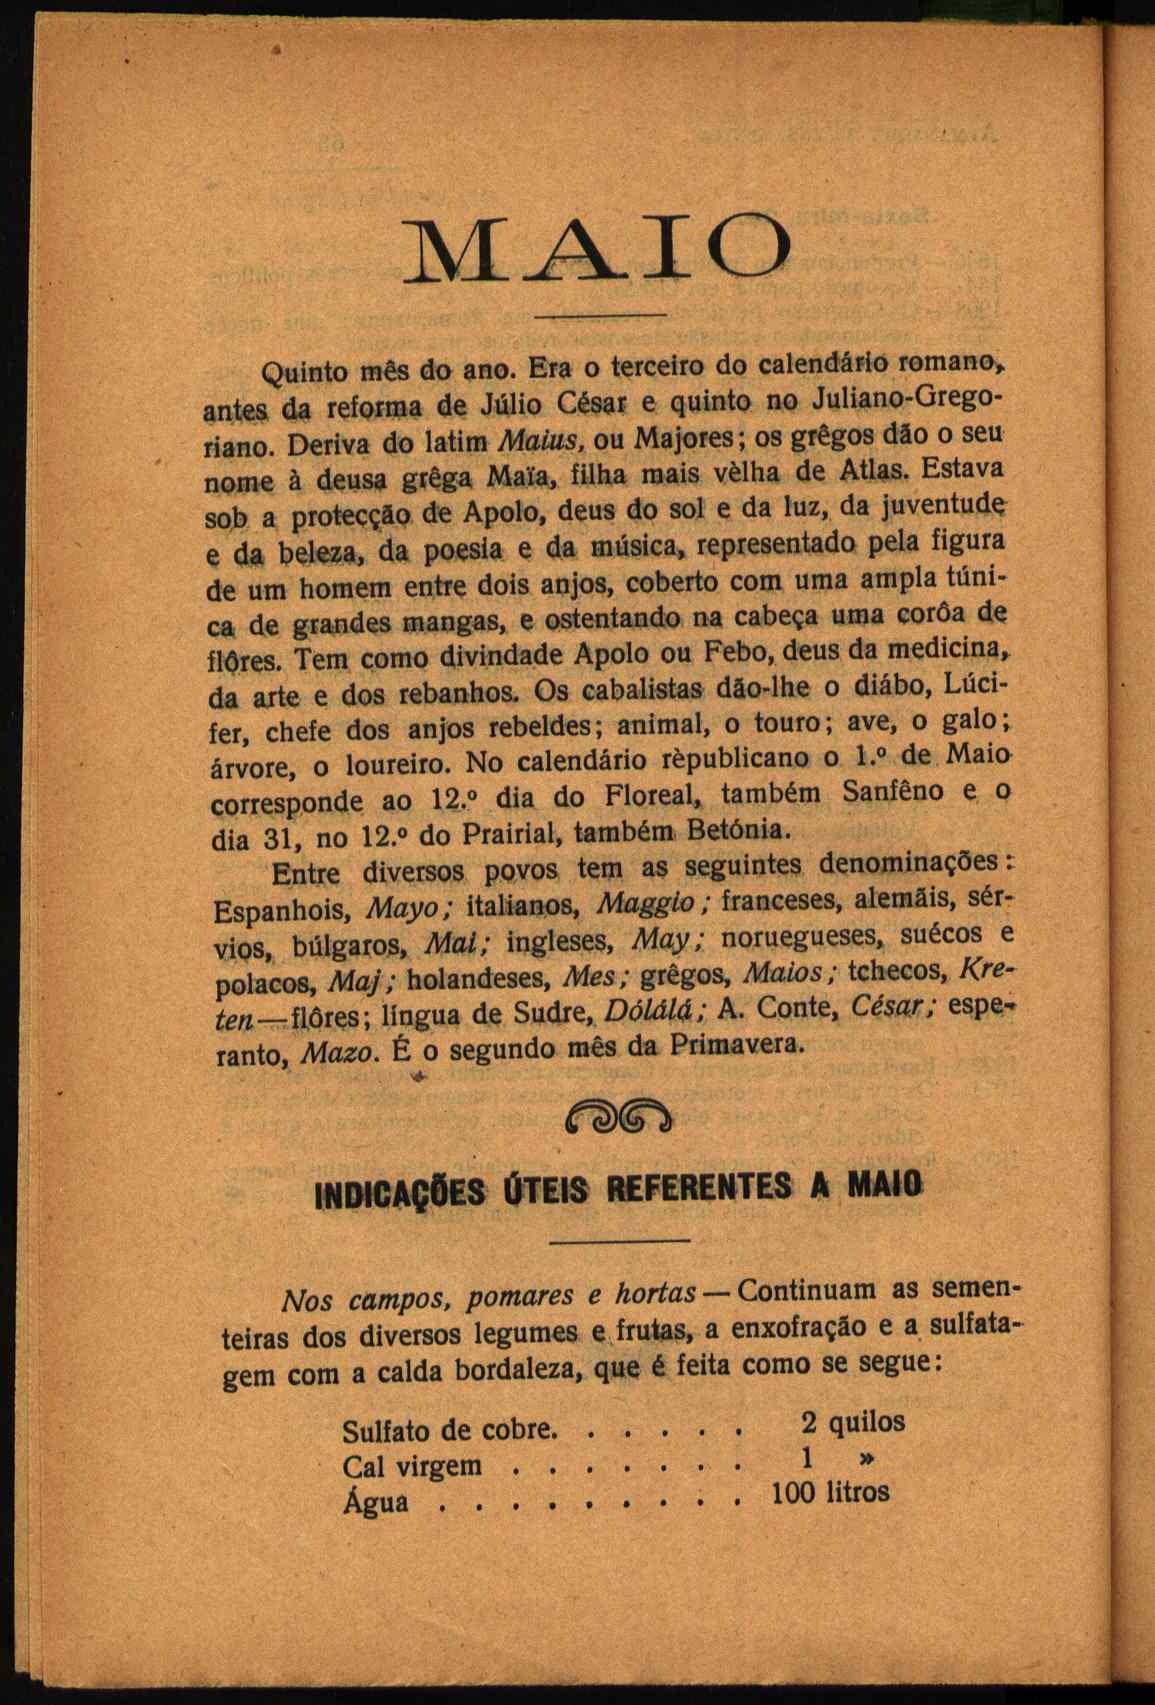 MAIO
Quinto mês do ano. Era o terceiro do calendário romano,
antes da reforma de Júlio César e quinto no Juliano-Grego-
riano. Deriva do latim Maius, ou Majores; os grêgos dão o seu
nome à deusa grêga Maïa, filha mais vèlha de Atlas. Estava
sob a protecção de Apolo, deus do sol e da luz, da juventude
e da beleza, da poesia e da música, representado pela figura
de um homem entre dois anjos, coberto com uma ampla túni-
ca de grandes mangas, e ostentando na cabeça uma corôa de
flôres. Tem como divindade Apolo ou Febo, deus da medicina,
da arte e dos rebanhos. Os cabalistas dão-lhe o diábo, Lúci-
fer, chefe dos anjos rebeldes; animal, o touro; ave, o galo;
árvore, o loureiro. No calendário rèpublicano o 1.º de Maio
corresponde ao 12.º dia do Floreal, também Sanfêno e o
dia 31, no 12.º do Prairial, também Betónia.
Entre diversos povos tem as seguintes denominações:
Espanhois, Mayo; italianos, Maggio; franceses, alemãis, sér-
vios, búlgaros, Mai; ingleses, May; noruegueses, suécos e
polacos, Maj; holandeses, Mes; grêgos, Maios; tchecos, Kre-
ten—flôres; língua de Sudre, Dólálá; A. Conte, César; espe-
ranto, Mazo. É o segundo mês da Primavera.
INDICAÇÕES ÚTEIS REFERENTES A MAIO
Nos campos, pomares e hortas — Continuam as semen-
teiras dos diversos legumes e frutas, a enxofração e a sulfata-
gem com a calda bordaleza, que é feita como se segue:
Sulfato de cobre. . . . . . 2 quilos
Cal virgem . . . . . . . 1 »
Água . . . . . . . . . 100 litros